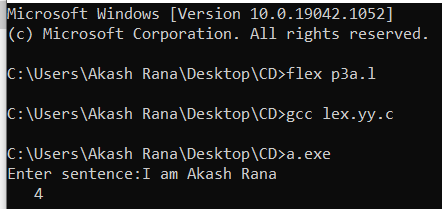 Microsoft Windows [Version 10.0.19042.1052]
(c) Microsoft Corporation. All rights reserved.
C:\Users\Akash Rana\Desktop\CD>flex p3a.l
C:\Users\Akash Rana\Desktop\CD>gcc lex.yy.c
C:\Users\Akash Rana\Desktop\CD>a.exe
Enter sentence:I am Akash Rana
4